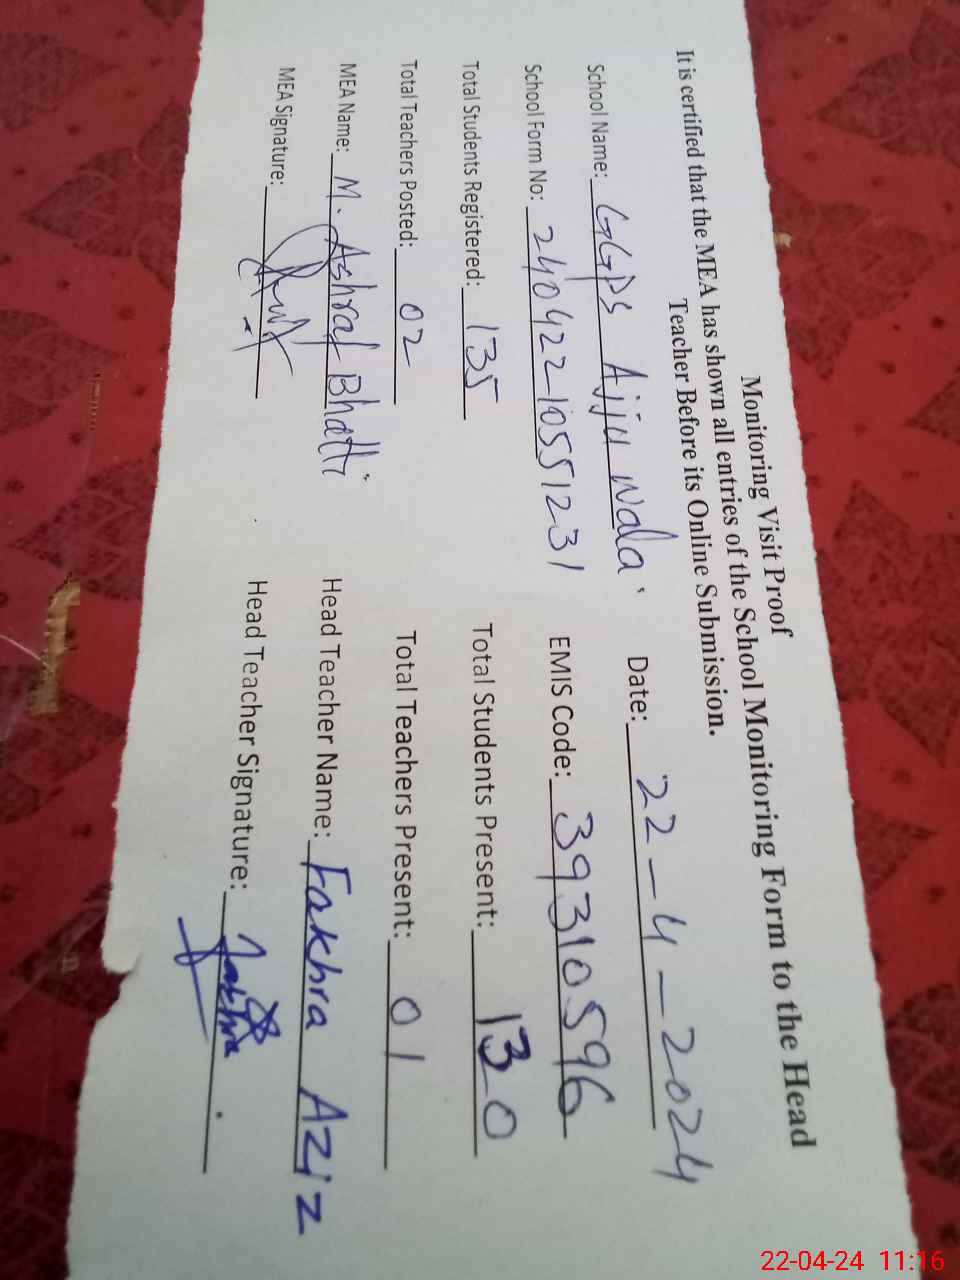 Monitoring Visit Proof
It is certified that the MEA has shown all entries of the School Monitoring Form to the Head
Teacher Before its Online Submission.
School Name: GGPS Ajju wala Date: 22-4-2024
School Form No: 240422105512 31 EMIS Code: 39310596
Total Students Registered: 135 Total Students Present: 130
Total Teachers Posted: 02 Total Teachers Present: 01
MEA Name: M. Ashraf Bhatti Head Teacher Name: Fakhra Aziz
MEA Signature: Head Teacher Signature: Fakhra
22-04-24 11:16